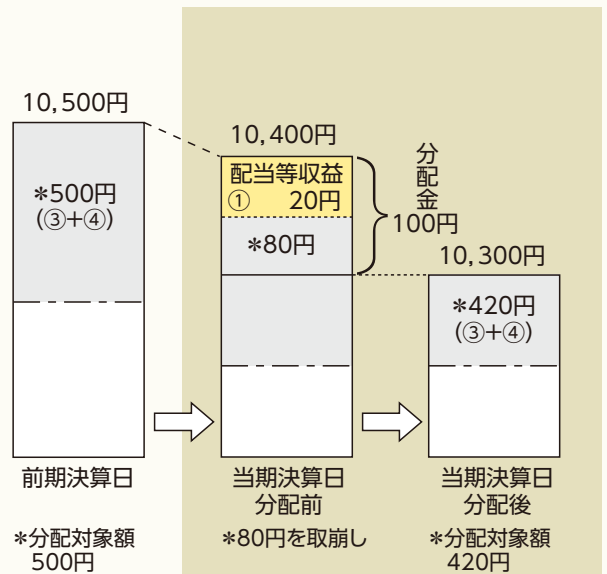 10,500円
*500円
(③+④)
前期決算日
*分配対象額
500円
10,400円
配当等収益
① 20円
*80円
分配金
100円
当期決算日
分配前
*80円を取崩し
10,300円
*420円
(③+④)
当期決算日
分配後
*分配対象額
420円